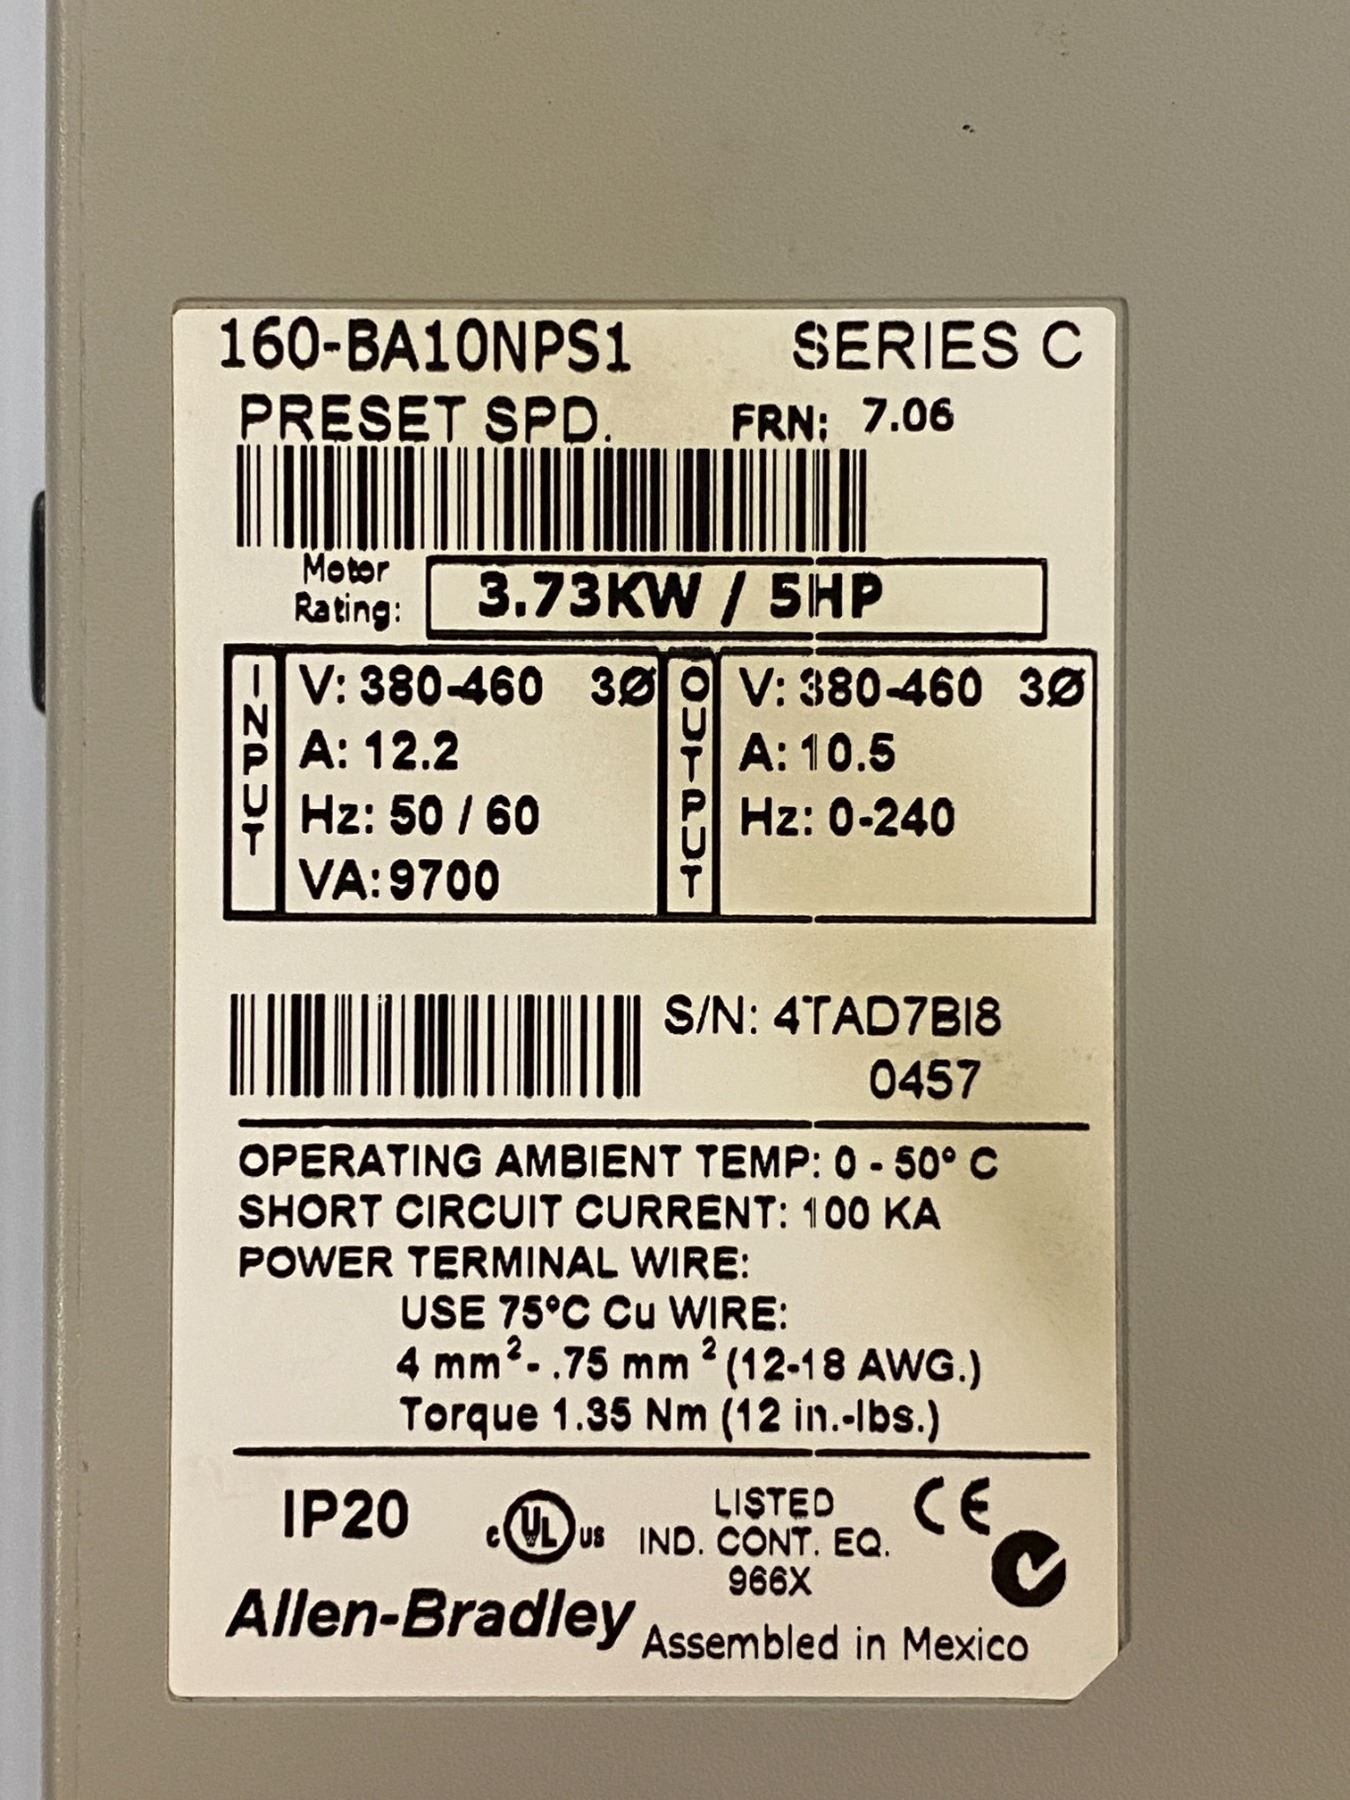 160-BA10NPS1 SERIES C
PRESET SPD. FRN: 7.06
Motor
Rating: 3.73KW / 5HP
INPUT
V: 380-460 3Ø
A: 12.2
Hz: 50 / 60
VA: 9700
OUTPUT
V: 380-460 3Ø
A: 10.5
Hz: 0-240
S/N: 4TAD7BI8
0457
OPERATING AMBIENT TEMP: 0 - 50° C
SHORT CIRCUIT CURRENT: 100 KA
POWER TERMINAL WIRE:
USE 75°C Cu WIRE:
4 mm²- .75 mm² (12-18 AWG.)
Torque 1.35 Nm (12 in.-lbs.)
IP20 c UL us LISTED CE
IND. CONT. EQ.
966X
Allen-Bradley Assembled in Mexico